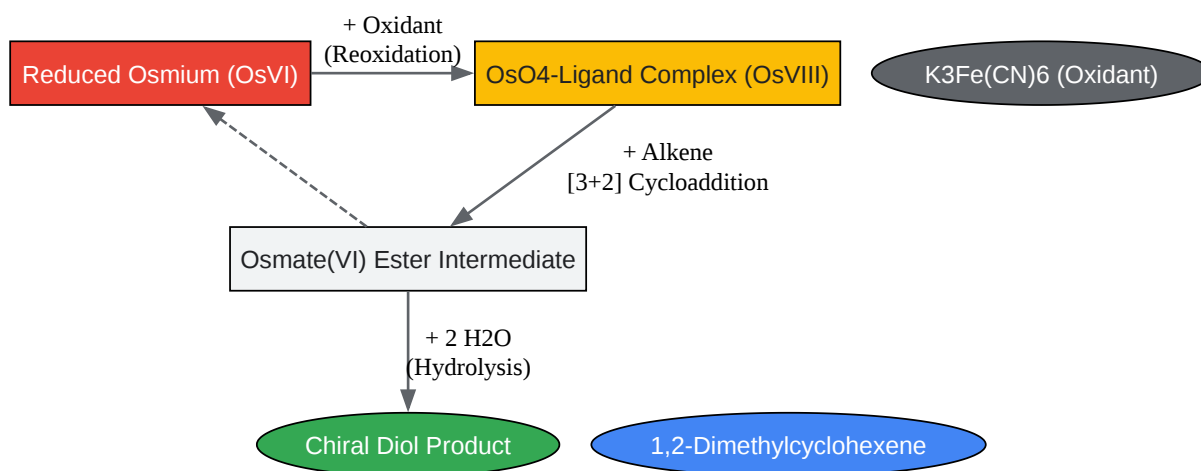 + Oxidant
(Reoxidation)
Reduced Osmium (OsVI)
OsO4-Ligand Complex (OsVIII)
K3Fe(CN)6 (Oxidant)
+ Alkene
[3+2] Cycloaddition
Osmate(VI) Ester Intermediate
+ 2 H2O
(Hydrolysis)
Chiral Diol Product
1,2-Dimethylcyclohexene